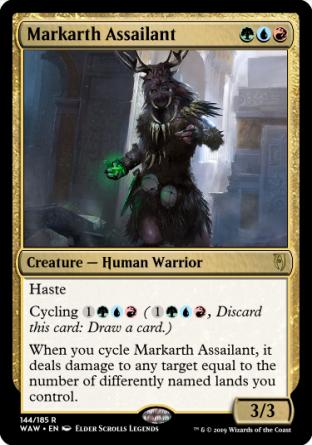 Markarth Assailant
Creature — Human Warrior
Haste
Cycling 1 ( 1 , Discard
this card: Draw a card.)
When you cycle Markarth Assailant, it
deals damage to any target equal to the
number of differently named lands you
control.
3/3
144/185 R
WAW • EN ELDER SCROLLS LEGENDS
™ & © 2019 Wizards of the Coast